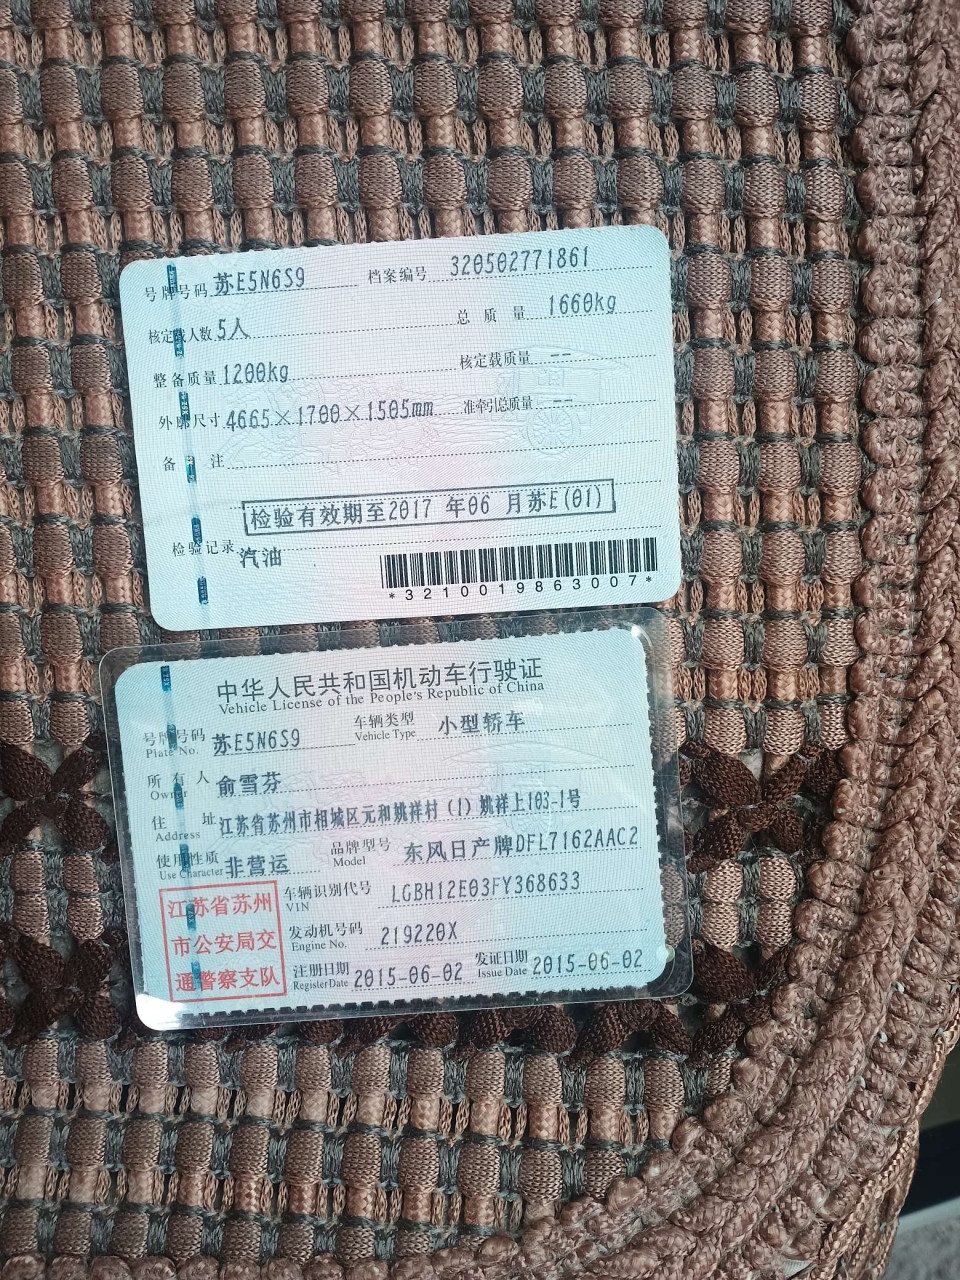 号牌号码 苏E5N6S9 档案编号 320502771861
核定载人数 5人 总质量 1660kg
整备质量 1200kg 核定载质量 --
外廓尺寸 4665×1700×1505mm 准牵引总质量 --
备注
检验有效期至2017 年06 月苏E(01)
检验记录
汽油
*3210019863007*
中华人民共和国机动车行驶证
Vehicle License of the People's Republic of China
号牌号码 苏E5N6S9 车辆类型 小型轿车
Plate No. Vehicle Type
所有人 俞雪芬
Owner
住址 江苏省苏州市相城区元和姚祥村(1)姚祥上103-1号
Address
使用性质 非营运 品牌型号 东风日产牌DFL7162AAC2
Use Character Model
江苏省苏州
市公安局交
通警察支队
车辆识别代号 LGBH12E03FY368633
VIN
发动机号码 219220X
Engine No.
注册日期 2015-06-02 发证日期 2015-06-02
Register Date Issue Date